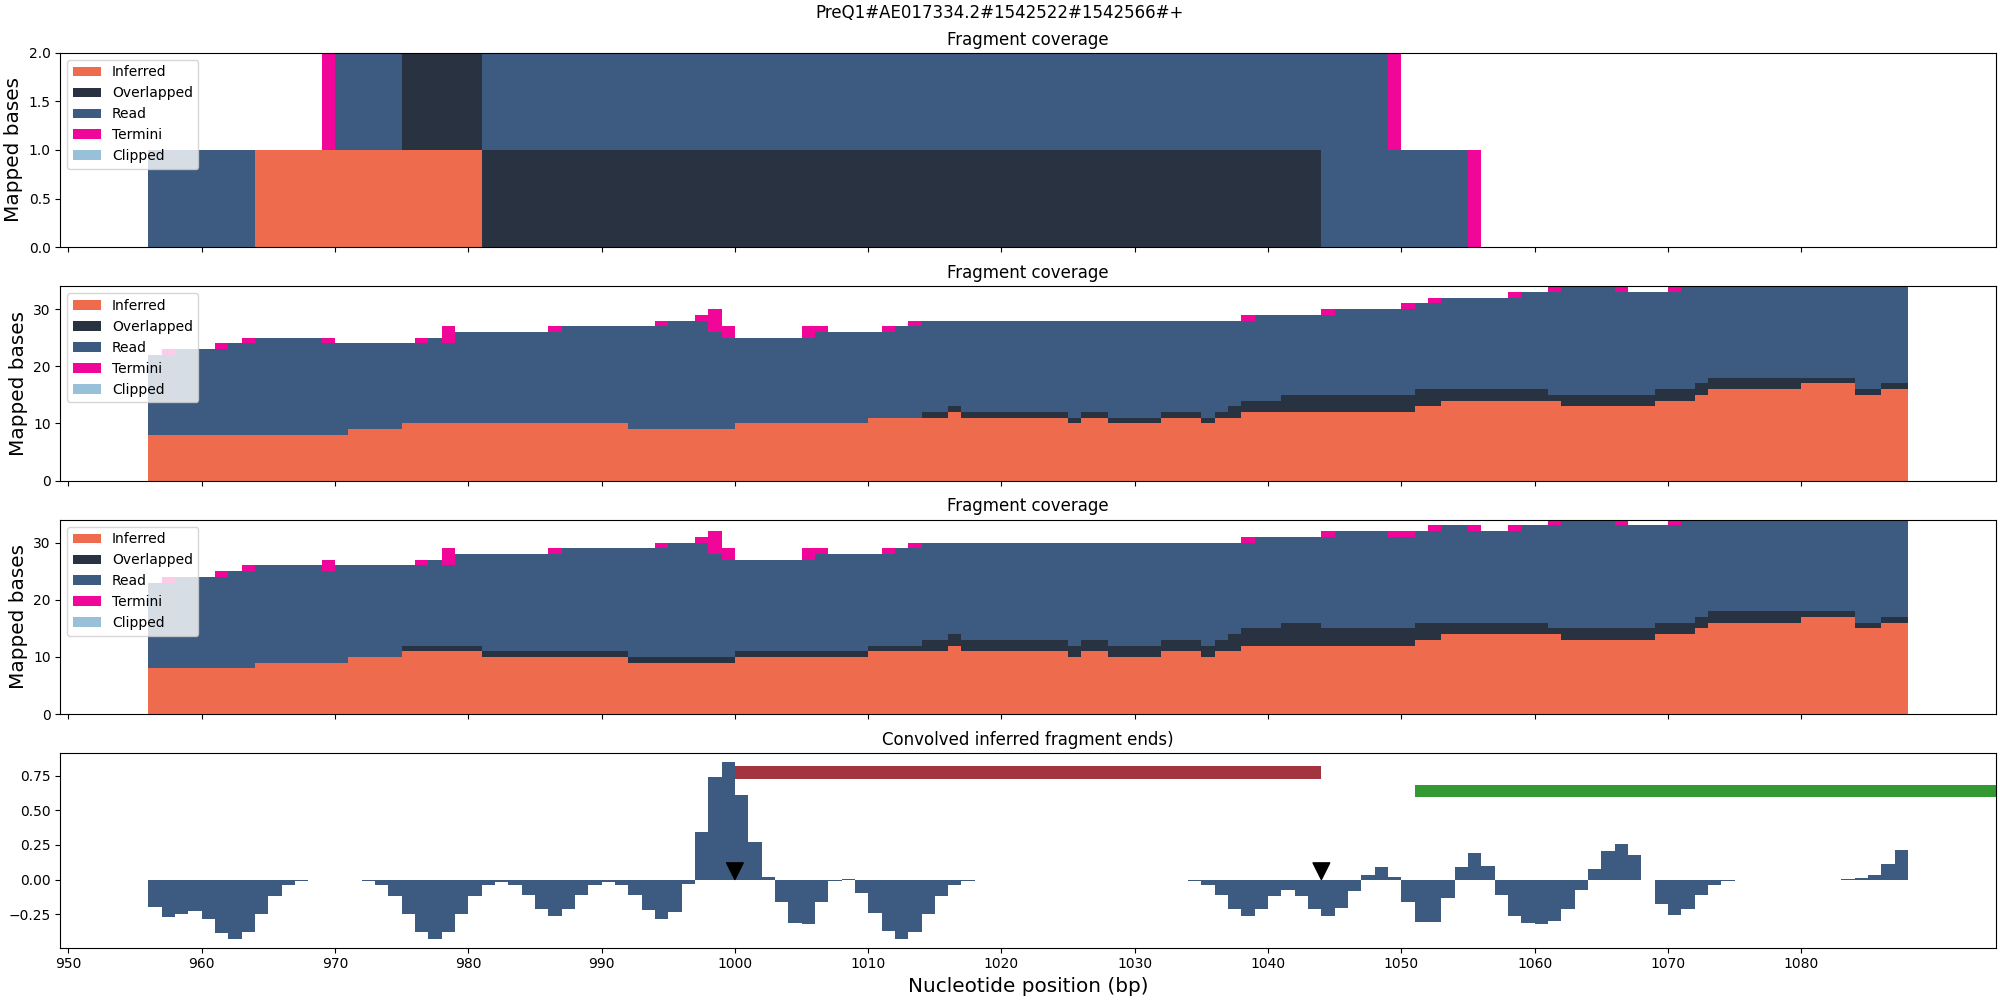 PreQ1#AE017334.2#1542522#1542566#+
Fragment coverage
Mapped bases
2.0
1.5
1.0
0.5
0.0
Inferred
Overlapped
Read
Termini
Clipped
Fragment coverage
Mapped bases
30
20
10
0
Inferred
Overlapped
Read
Termini
Clipped
Fragment coverage
Mapped bases
30
20
10
0
Inferred
Overlapped
Read
Termini
Clipped
Convolved inferred fragment ends)
0.75
0.50
0.25
0.00
−0.25
950 960 970 980 990 1000 1010 1020 1030 1040 1050 1060 1070 1080
Nucleotide position (bp)